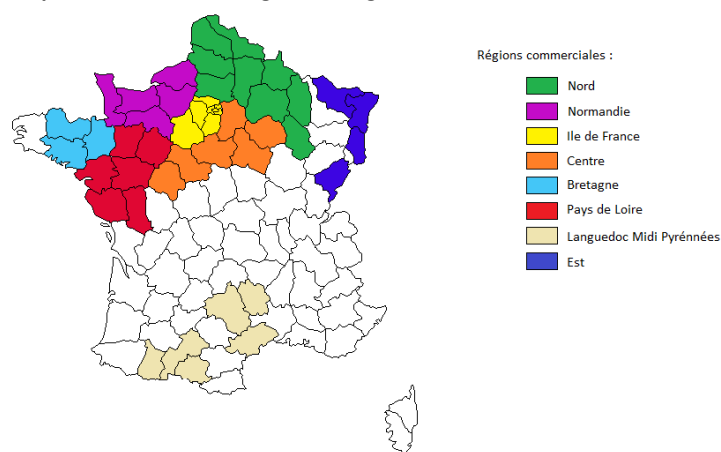 Régions commerciales :
Nord
Normandie
Ile de France
Centre
Bretagne
Pays de Loire
Languedoc Midi Pyrénnées
Est